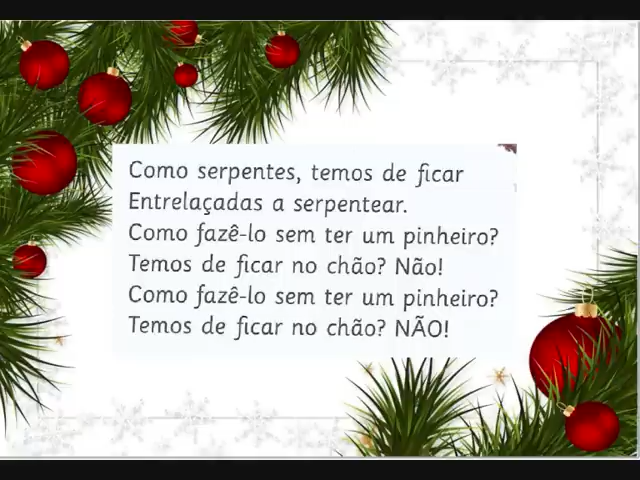 Como serpentes, temos de ficar
Entrelaçadas a serpentear.
Como fazê-lo sem ter um pinheiro?
Temos de ficar no chão? Não!
Como fazê-lo sem ter um pinheiro?
Temos de ficar no chão? NÃO!